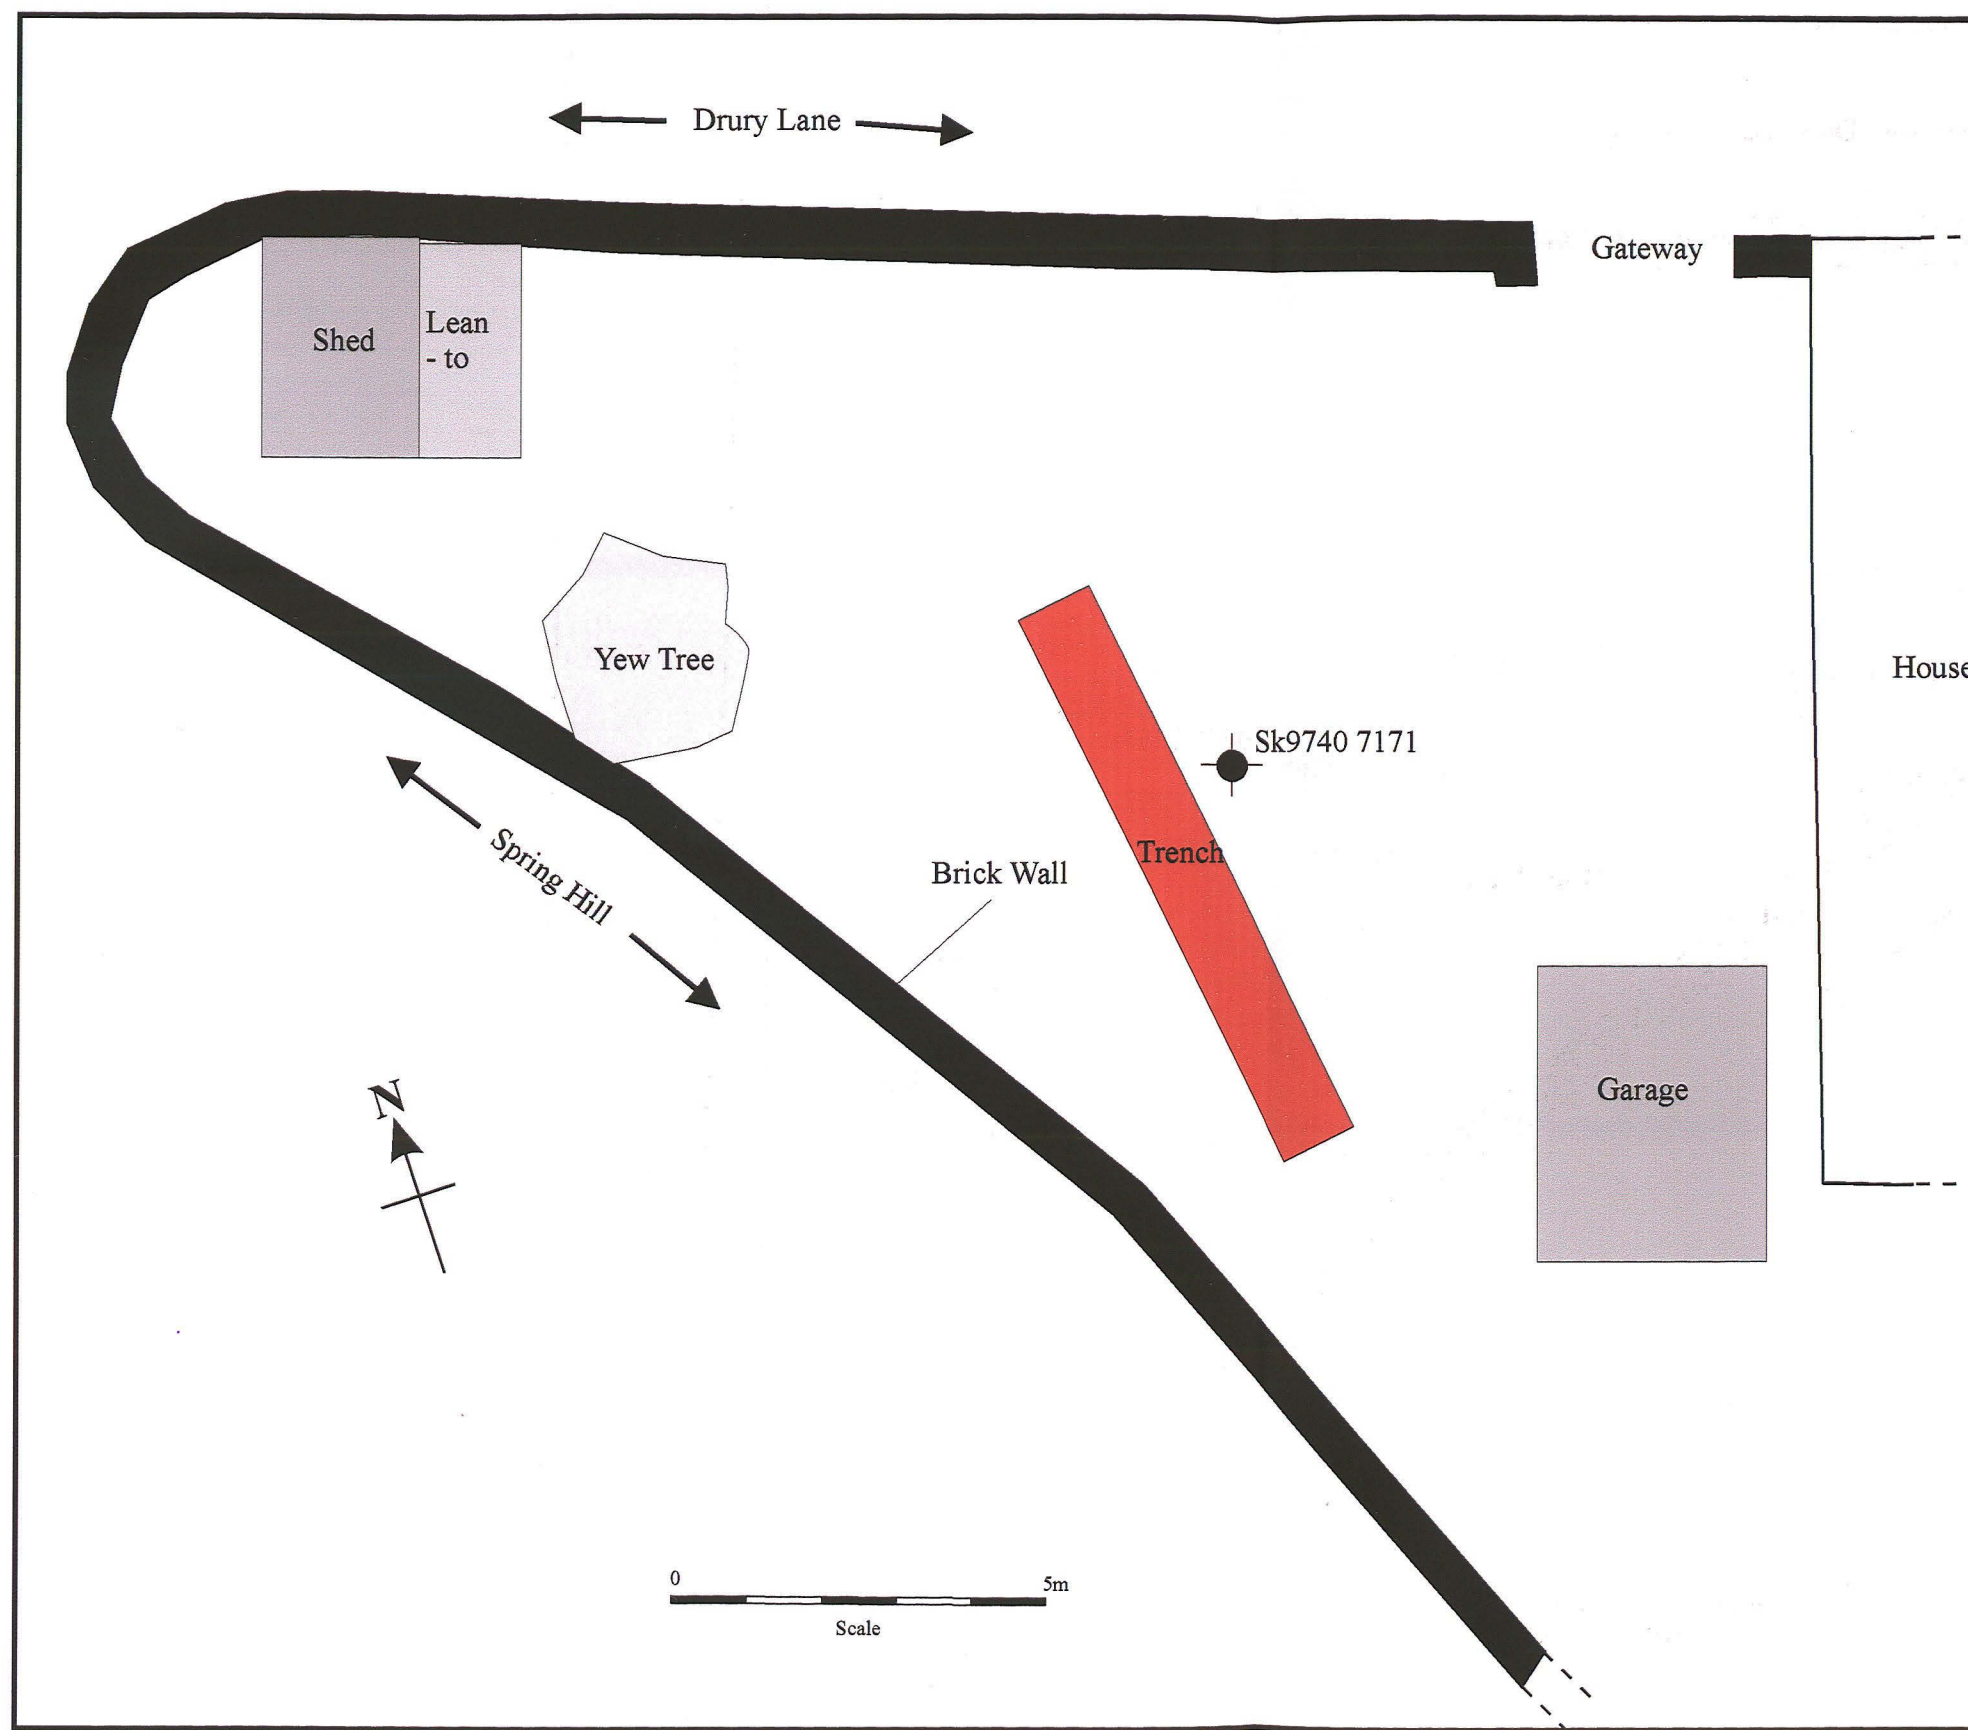 Drury Lane
Gateway
Shed
Lean
- to
House
Yew Tree
Sk9740 7171
Trench
Brick Wall
Spring Hill
Garage
N
0
5m
Scale